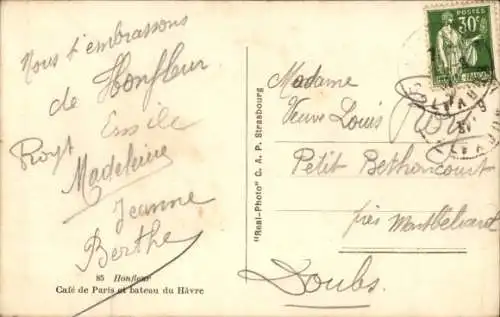 Nous t'embrassons
de Honfleur
Emile
Madeleine
Jeanne
Berthe
85 Honfleur
Café de Paris et bateau du Hâvre
"Real-Photo" C. A. P. Strasbourg
POSTES
30c
Madame
Veuve Louis
Petit Bethoncourt
près Montbéliard
Doubs.